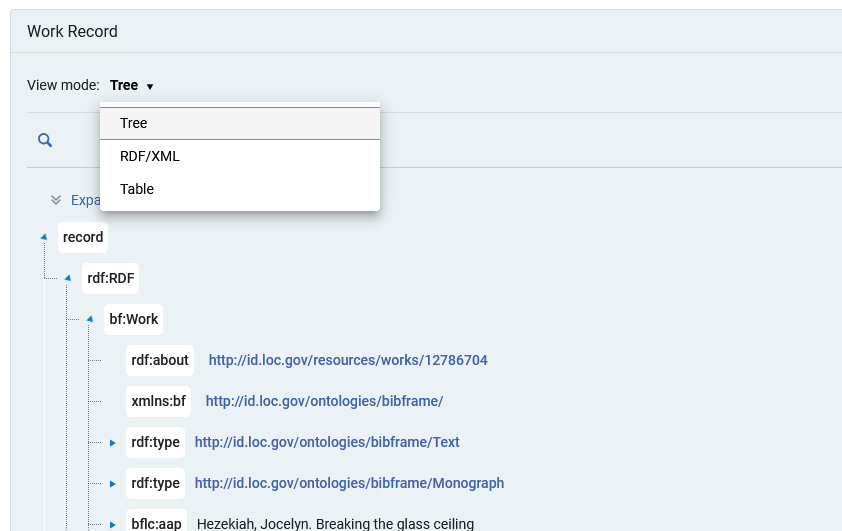 Work Record
View mode: Tree
Tree
RDF/XML
Table
Expa
record
rdf:RDF
bf:Work
rdf:about http://id.loc.gov/resources/works/12786704
xmlns:bf http://id.loc.gov/ontologies/bibframe/
rdf:type http://id.loc.gov/ontologies/bibframe/Text
rdf:type http://id.loc.gov/ontologies/bibframe/Monograph
bflc:aap Hezekiah, Jocelyn. Breaking the glass ceiling